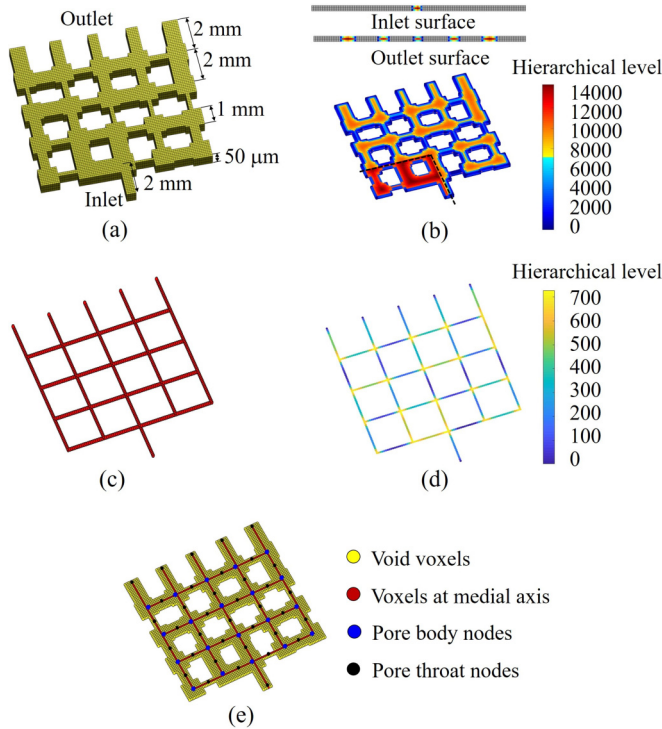 Outlet
2 mm
2 mm
1 mm
50 μm
2 mm
Inlet
(a)
Inlet surface
Outlet surface
Hierarchical level
14000
12000
10000
8000
6000
4000
2000
0
(b)
(c)
Hierarchical level
700
600
500
400
300
200
100
0
(d)
Void voxels
Voxels at medial axis
Pore body nodes
Pore throat nodes
(e)